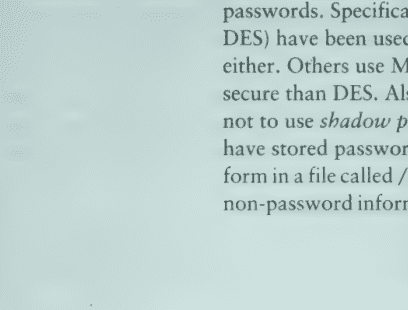 passwords. Specifica
DES) have been used
either. Others use M
secure than DES. Als
not to use shadow p
have stored passwor
form in a file called /
non-password inforr